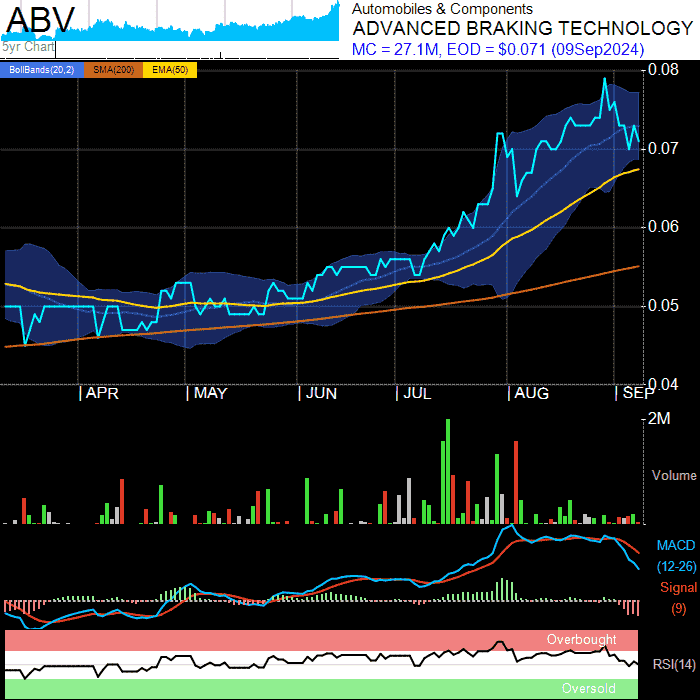 ABV
5yr Chart
Automobiles & Components
ADVANCED BRAKING TECHNOLOGY
MC = 27.1M, EOD = $0.071 (09Sep2024)
BollBands(20,2) SMA(200) EMA(50)
0.08
0.07
0.06
0.05
0.04
APR MAY JUN JUL AUG SEP
2M
Volume
MACD
(12-26)
Signal
(9)
Overbought
RSI(14)
Oversold